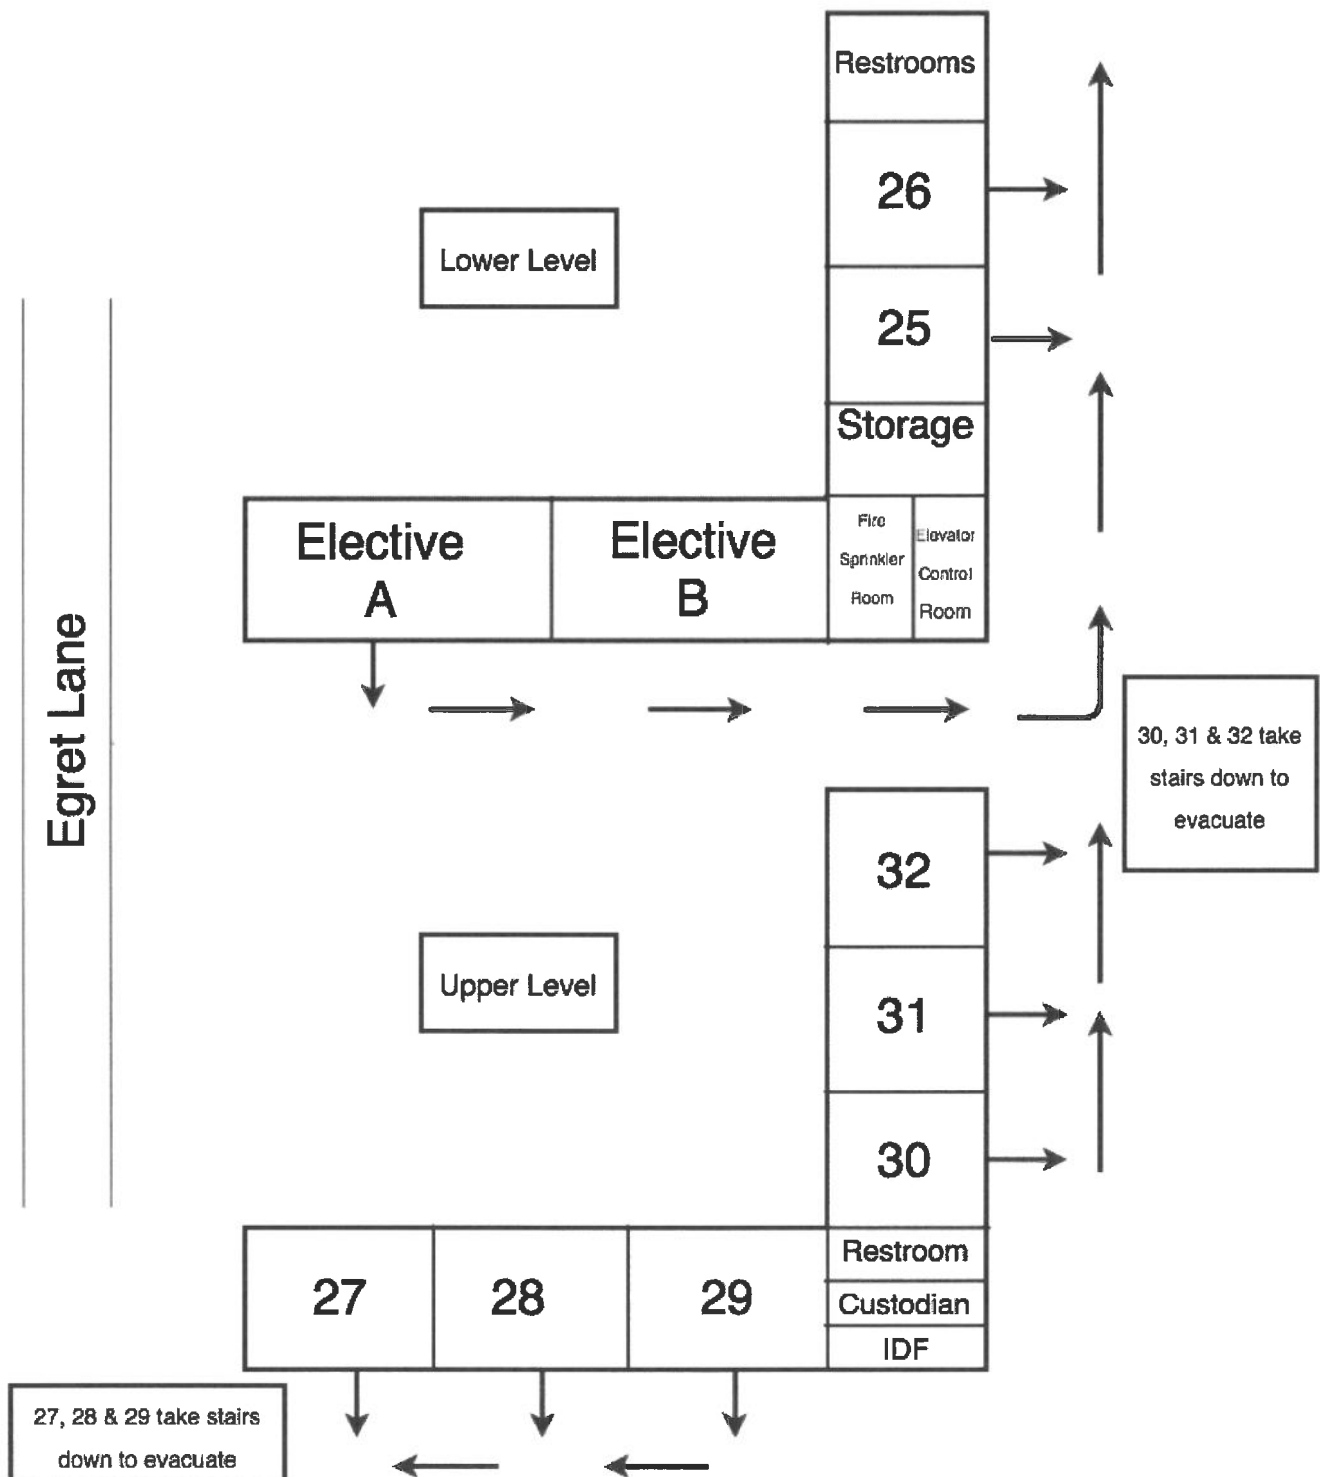 Restrooms
26
Lower Level
25
Storage
Elective
A
Elective
B
Fire
Sprinkler
Room
Elevator
Control
Room
Egret Lane
30, 31 & 32 take
stairs down to
evacuate
32
Upper Level
31
30
Restroom
27
28
29
Custodian
IDF
27, 28 & 29 take stairs
down to evacuate